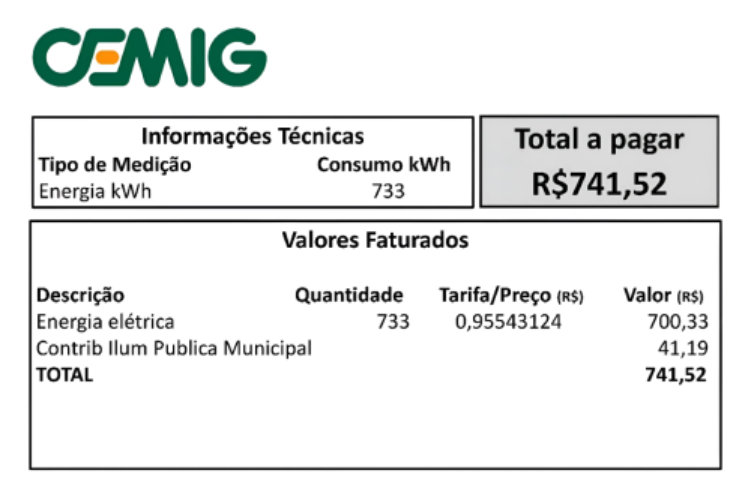 CEMIG
Informações Técnicas
Tipo de Medição Consumo kWh
Energia kWh 733
Total a pagar
R$741,52
Valores Faturados
Descrição Quantidade Tarifa/Preço (R$) Valor (R$)
Energia elétrica 733 0,95543124 700,33
Contrib Ilum Publica Municipal 41,19
TOTAL 741,52